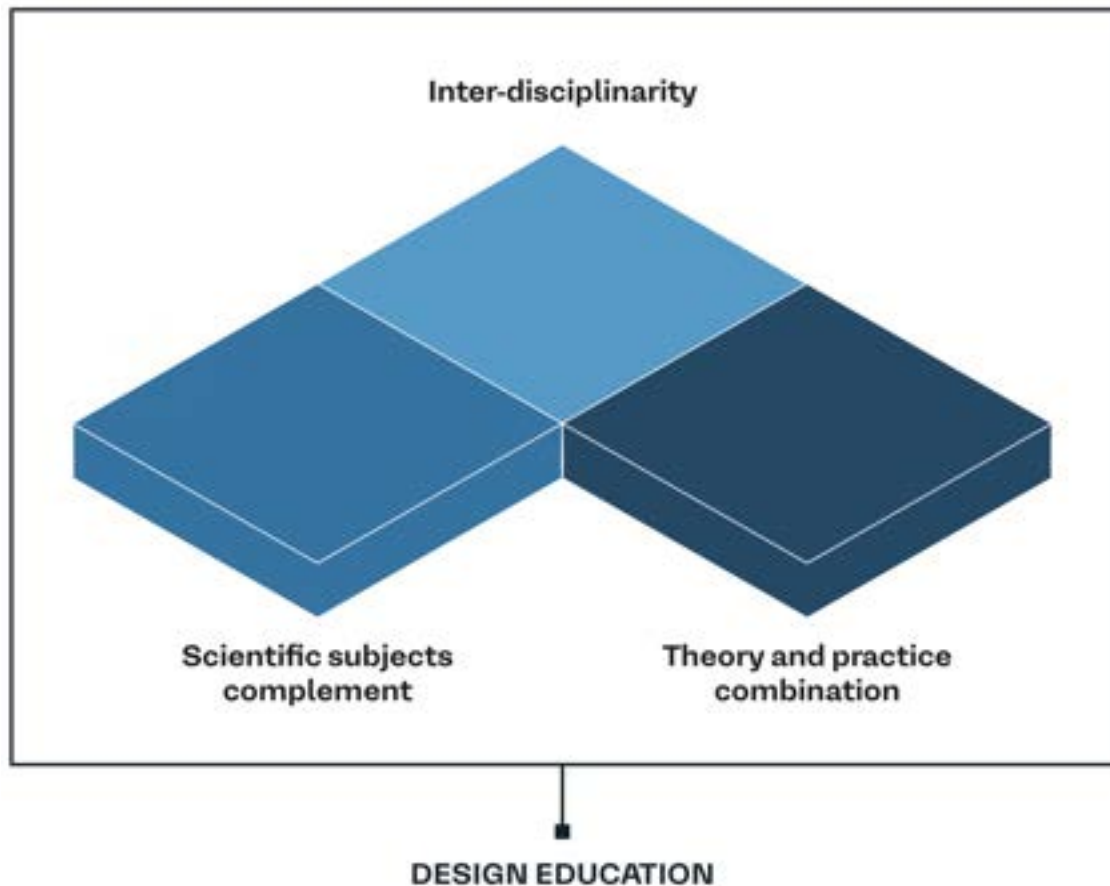 Inter-disciplinarity
Scientific subjects
complement
Theory and practice
combination
DESIGN EDUCATION